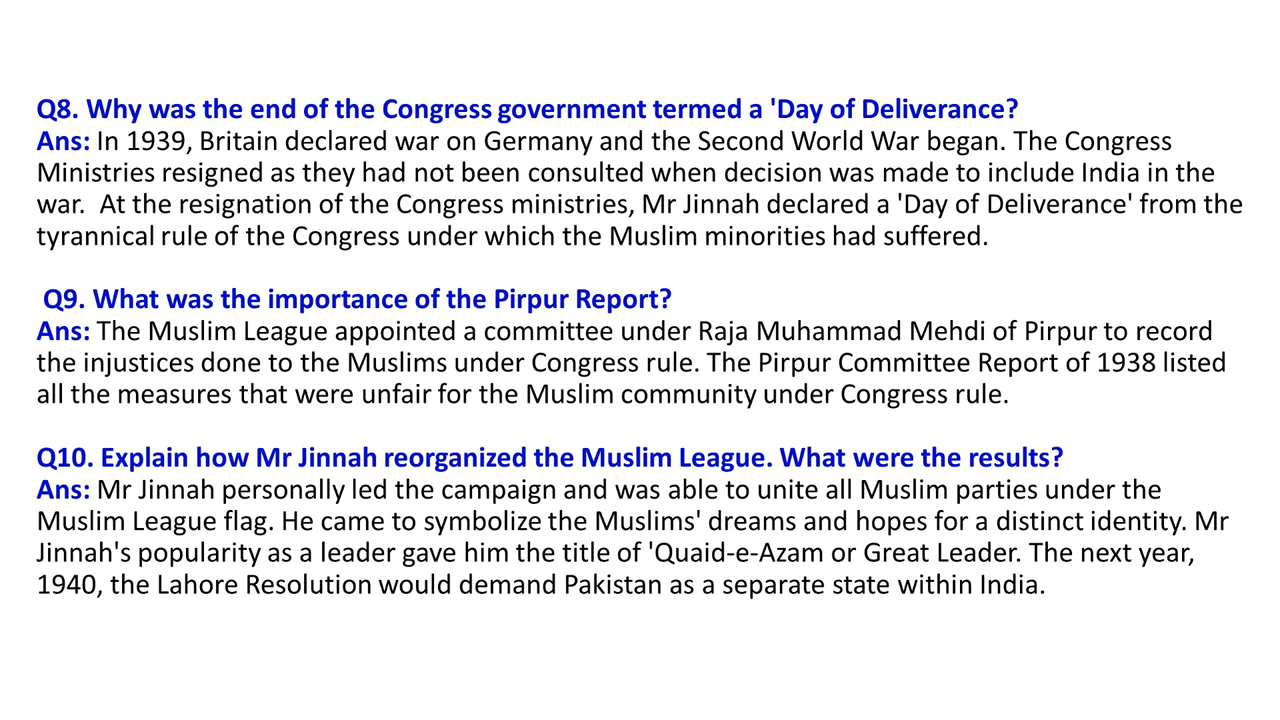 Q8. Why was the end of the Congress government termed a 'Day of Deliverance?
Ans: In 1939, Britain declared war on Germany and the Second World War began. The Congress
Ministries resigned as they had not been consulted when decision was made to include India in the
war.  At the resignation of the Congress ministries, Mr Jinnah declared a 'Day of Deliverance' from the
tyrannical rule of the Congress under which the Muslim minorities had suffered.
Q9. What was the importance of the Pirpur Report?
Ans: The Muslim League appointed a committee under Raja Muhammad Mehdi of Pirpur to record
the injustices done to the Muslims under Congress rule. The Pirpur Committee Report of 1938 listed
all the measures that were unfair for the Muslim community under Congress rule.
Q10. Explain how Mr Jinnah reorganized the Muslim League. What were the results?
Ans: Mr Jinnah personally led the campaign and was able to unite all Muslim parties under the
Muslim League flag. He came to symbolize the Muslims' dreams and hopes for a distinct identity. Mr
Jinnah's popularity as a leader gave him the title of 'Quaid-e-Azam or Great Leader. The next year,
1940, the Lahore Resolution would demand Pakistan as a separate state within India.